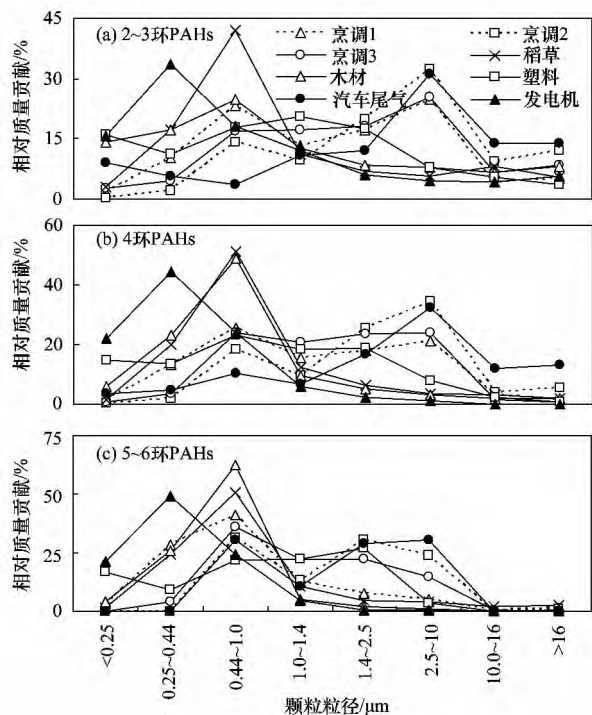 45
(a) 2~3环PAHs
烹调1
烹调2
烹调3
稻草
木材
塑料
汽车尾气
发电机
30
15
0
相对质量贡献/%
60
(b) 4环PAHs
40
20
0
相对质量贡献/%
75
(c) 5~6环PAHs
50
25
0
相对质量贡献/%
<0.25
0.25~0.44
0.44~1.0
1.0~1.4
1.4~2.5
2.5~10
10.0~16
>16
颗粒粒径/μm